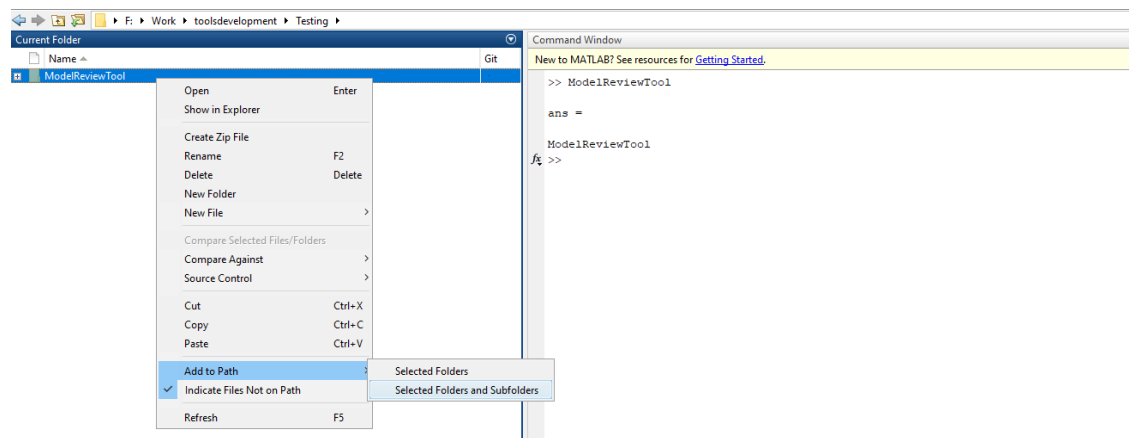 F: Work toolsdevelopment Testing
Current Folder
Name Git
ModelReviewTool
Open Enter
Show in Explorer
Create Zip File
Rename F2
Delete Delete
New Folder
New File
Compare Selected Files/Folders
Compare Against
Source Control
Cut Ctrl+X
Copy Ctrl+C
Paste Ctrl+V
Add to Path
Indicate Files Not on Path
Refresh F5
Selected Folders
Selected Folders and Subfolders
Command Window
New to MATLAB? See resources for Getting Started.
>> ModelReviewTool
ans =
ModelReviewTool
fx >>